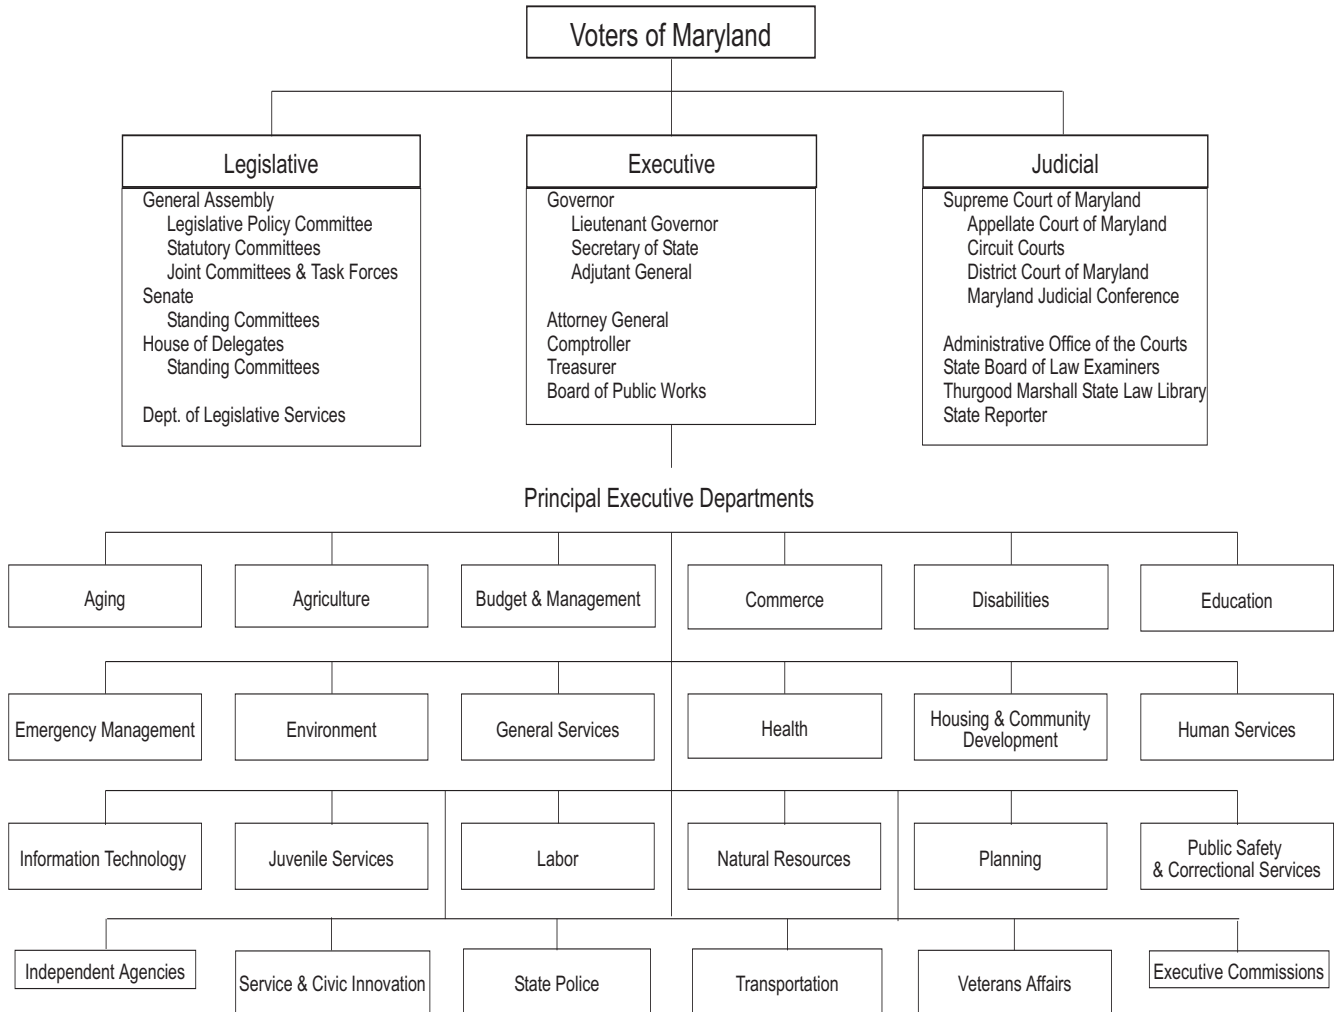 Voters of Maryland
Legislative
General Assembly
Legislative Policy Committee
Statutory Committees
Joint Committees & Task Forces
Senate
Standing Committees
House of Delegates
Standing Committees
Dept. of Legislative Services
Executive
Governor
Lieutenant Governor
Secretary of State
Adjutant General
Attorney General
Comptroller
Treasurer
Board of Public Works
Judicial
Supreme Court of Maryland
Appellate Court of Maryland
Circuit Courts
District Court of Maryland
Maryland Judicial Conference
Administrative Office of the Courts
State Board of Law Examiners
Thurgood Marshall State Law Library
State Reporter
Principal Executive Departments
Aging
Agriculture
Budget & Management
Commerce
Disabilities
Education
Emergency Management
Environment
General Services
Health
Housing & Community
Development
Human Services
Information Technology
Juvenile Services
Labor
Natural Resources
Planning
Public Safety
& Correctional Services
Independent Agencies
Service & Civic Innovation
State Police
Transportation
Veterans Affairs
Executive Commissions